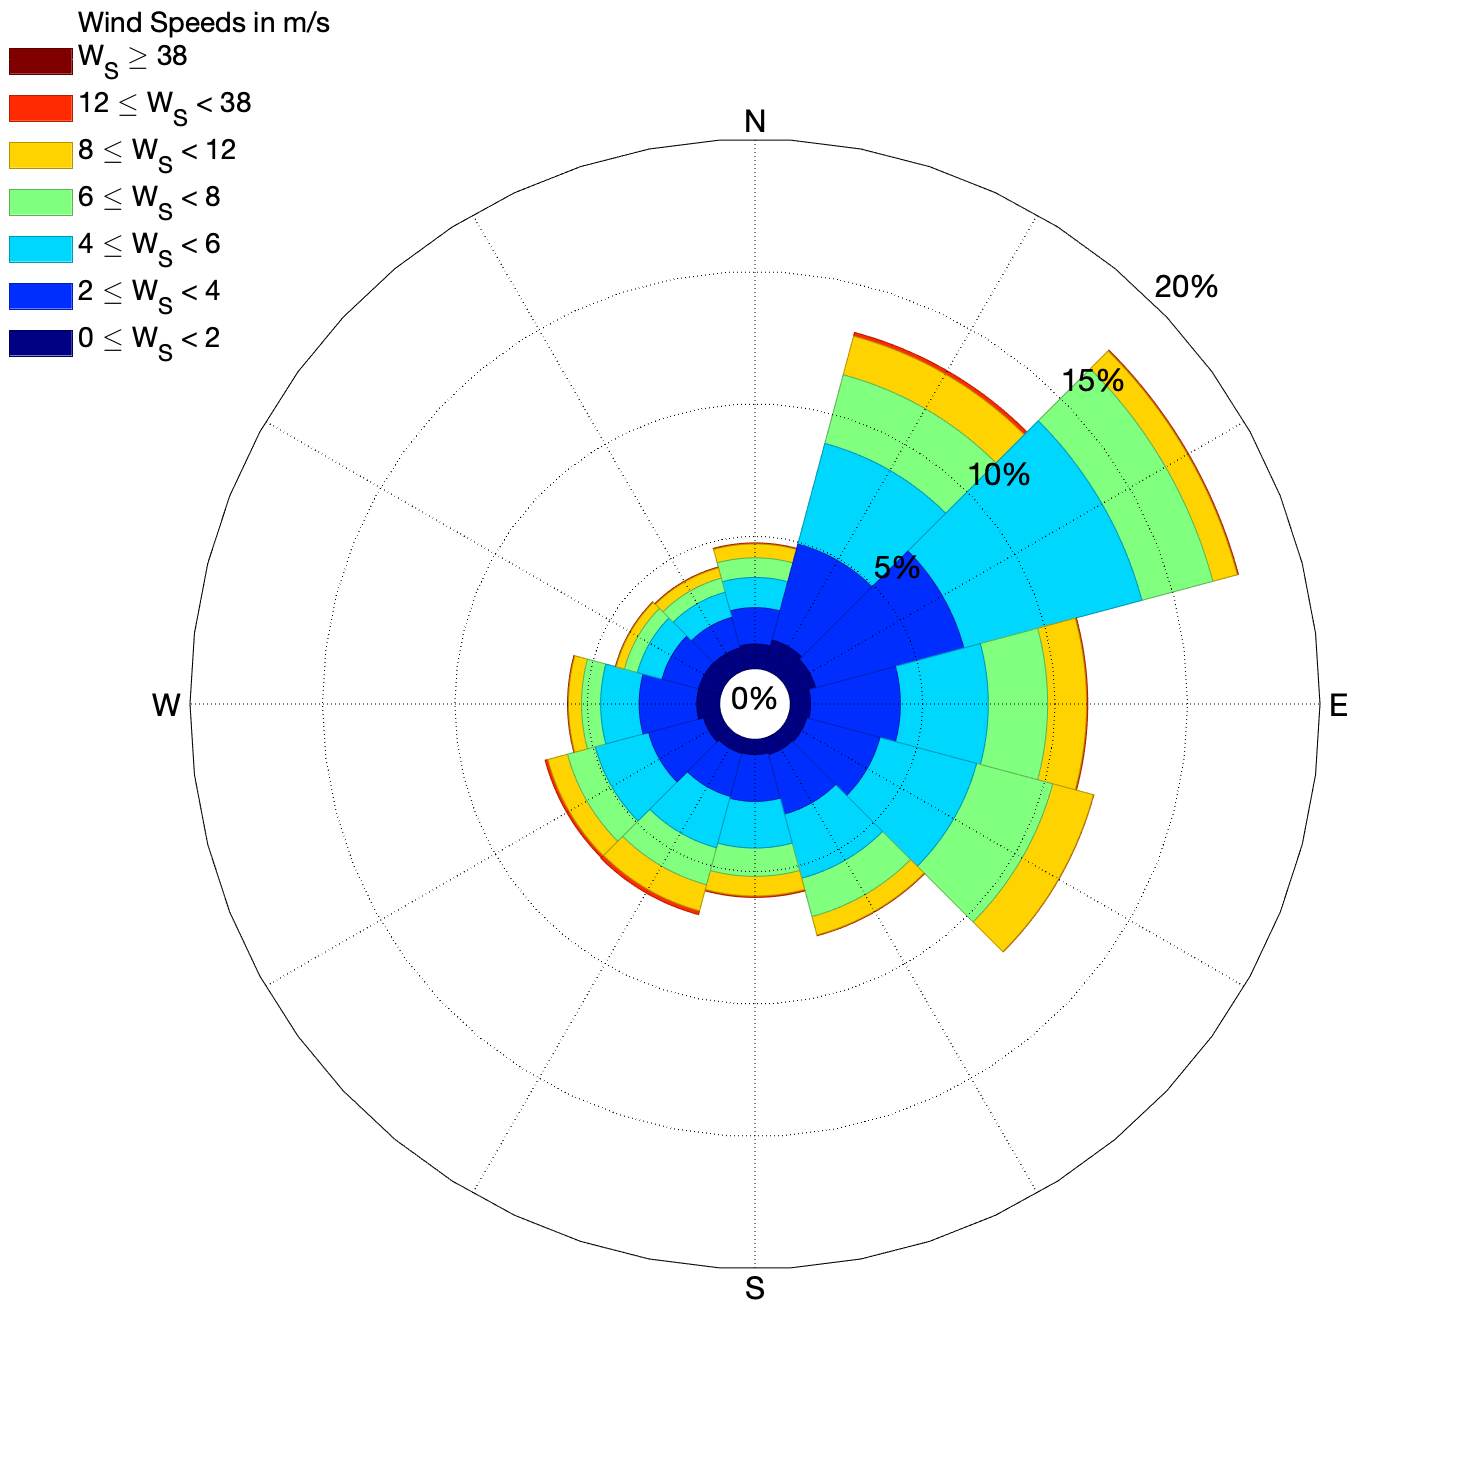 Wind Speeds in m/s
W_S ≥ 38
12 ≤ W_S < 38
8 ≤ W_S < 12
6 ≤ W_S < 8
4 ≤ W_S < 6
2 ≤ W_S < 4
0 ≤ W_S < 2
N
20%
15%
10%
5%
0%
W
E
S